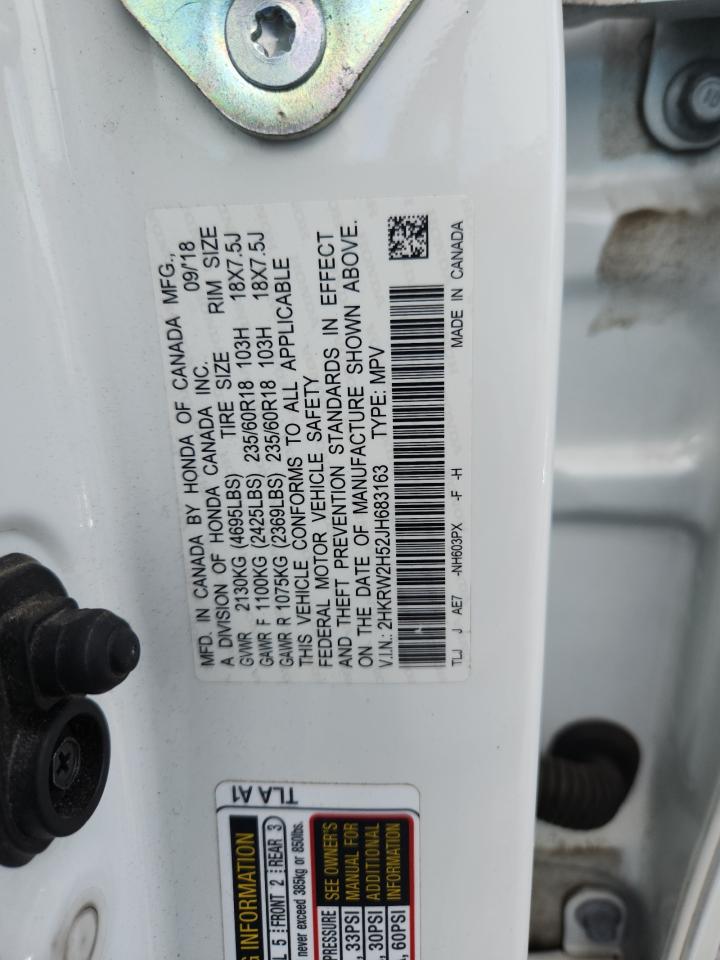 MFD. IN CANADA BY HONDA OF CANADA MFG.,
A DIVISION OF HONDA CANADA INC. 09/'18
TIRE SIZE RIM SIZE
GVWR 2130KG (4695LBS)
GAWR F 1100KG (2425LBS) 235/60R18 103H 18X7.5J
GAWR R 1075KG (2369LBS) 235/60R18 103H 18X7.5J
THIS VEHICLE CONFORMS TO ALL APPLICABLE
FEDERAL MOTOR VEHICLE SAFETY
AND THEFT PREVENTION STANDARDS IN EFFECT
ON THE DATE OF MANUFACTURE SHOWN ABOVE.
V.I.N.: 2HKRW2H52JH683163 TYPE: MPV
TLJ J AE7 -NH603PX -F -H MADE IN CANADA
TLA A1
INFORMATION
5 FRONT 2 REAR 3
never exceed 385kg or 850lbs.
PRESSURE SEE OWNER'S
33PSI MANUAL FOR
30PSI ADDITIONAL
60PSI INFORMATION